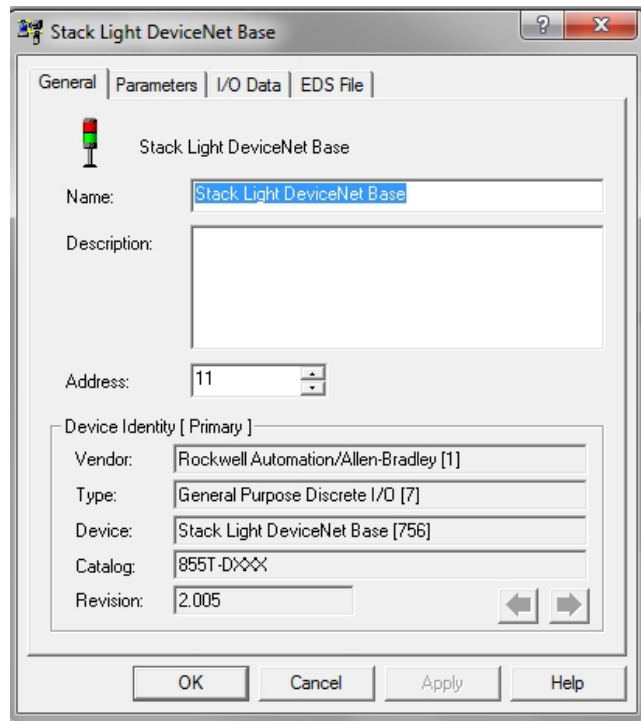 Stack Light DeviceNet Base
General Parameters I/O Data EDS File
Stack Light DeviceNet Base
Name: Stack Light DeviceNet Base
Description:
Address: 11
Device Identity [ Primary ]
Vendor: Rockwell Automation/Allen-Bradley [1]
Type: General Purpose Discrete I/O [7]
Device: Stack Light DeviceNet Base [756]
Catalog: 855T-DXXX
Revision: 2.005
OK Cancel Apply Help